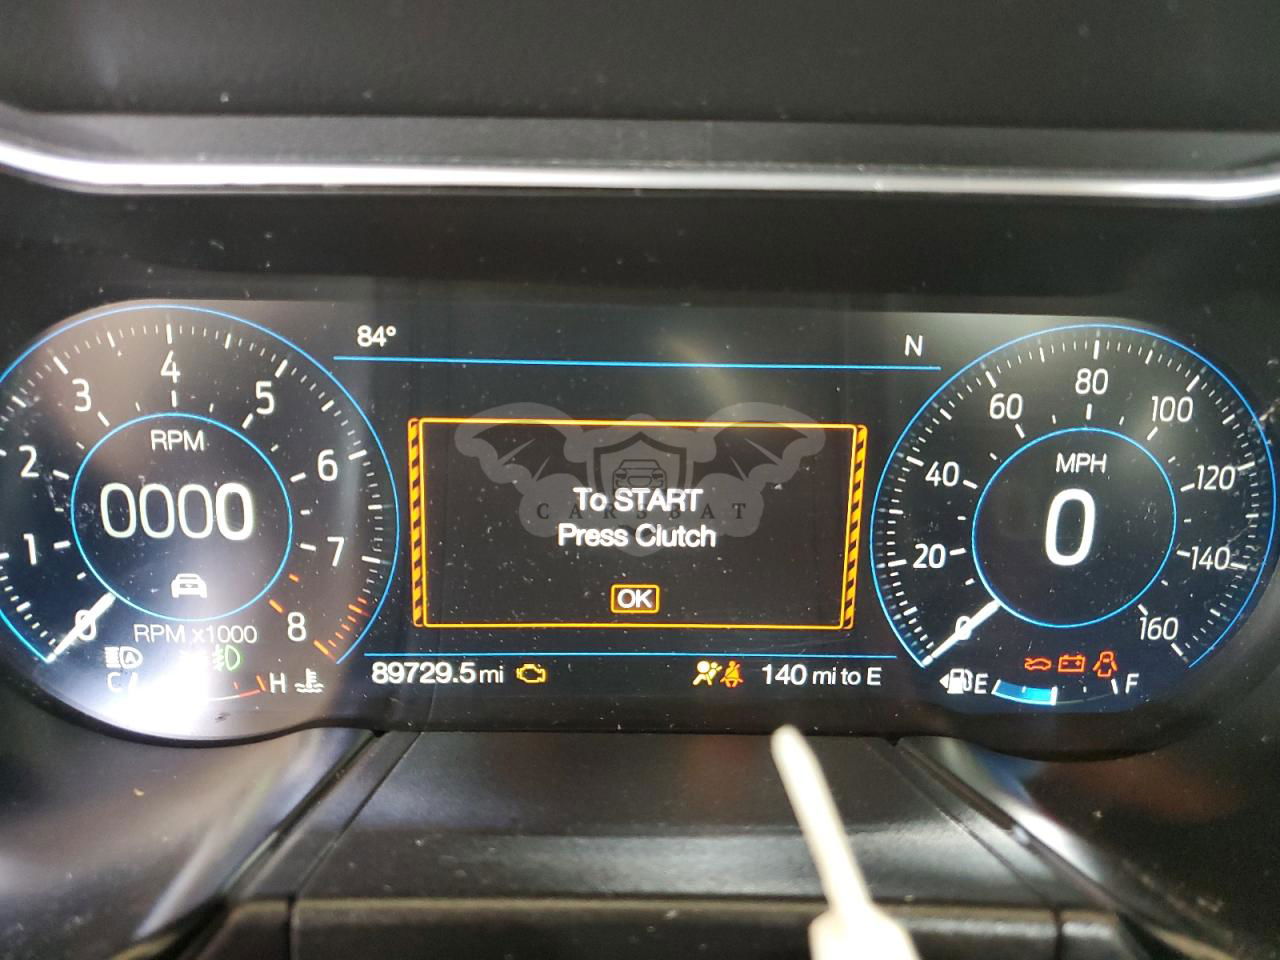 84°
N
4
3
5
2
6
1
7
0
8
RPM
0000
RPM x1000
C
H
To START
CARSBAT
Press Clutch
OK
89729.5 mi
140 mi to E
80
60
100
40
120
20
140
0
160
MPH
0
E
F